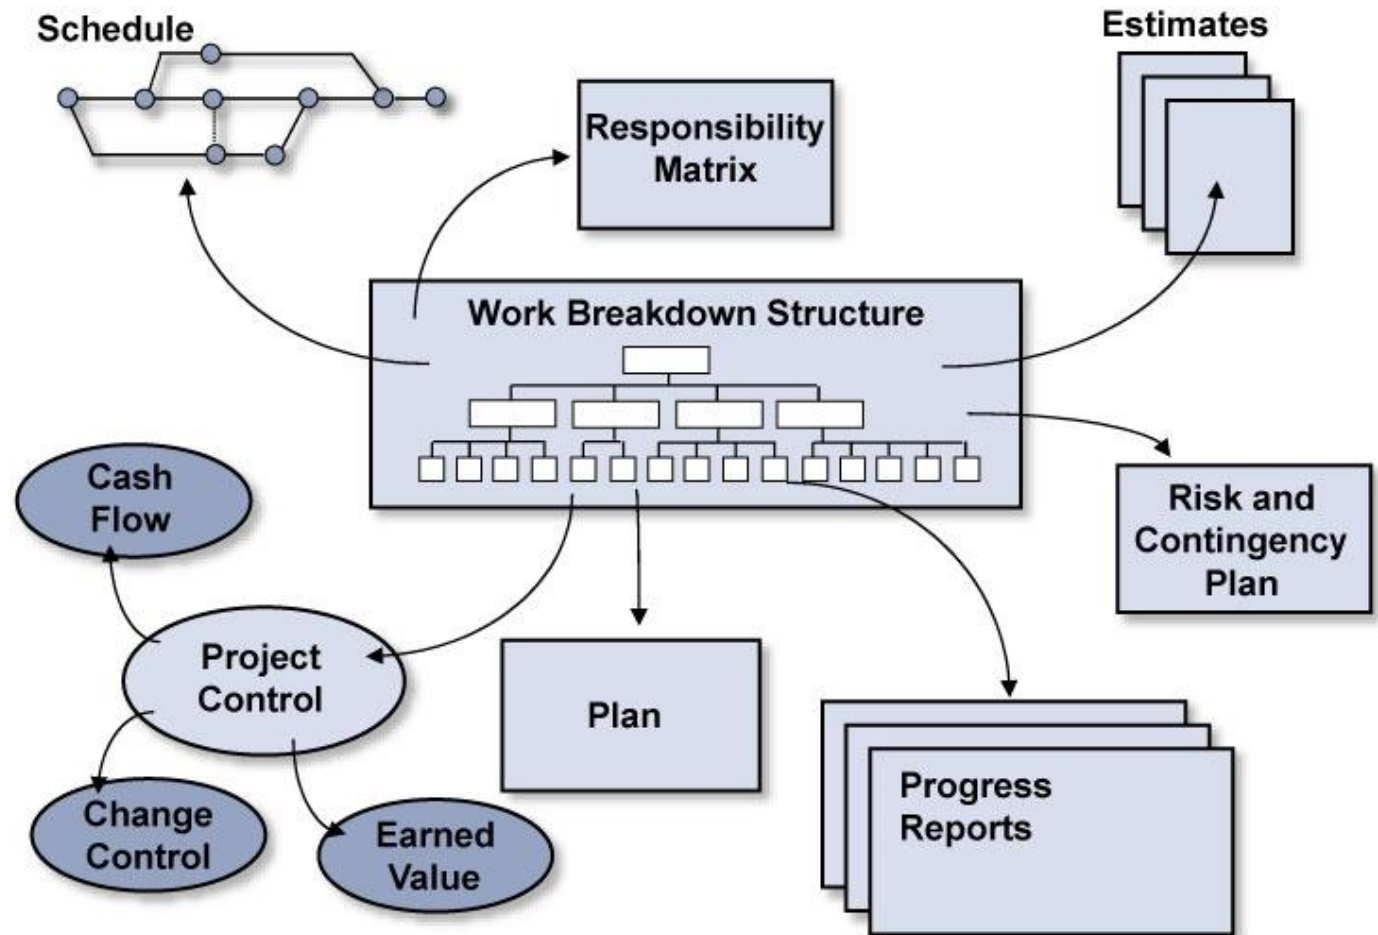 Schedule
Estimates
Responsibility
Matrix
Work Breakdown Structure
Cash
Flow
Risk and
Contingency
Plan
Project
Control
Plan
Progress
Reports
Change
Control
Earned
Value